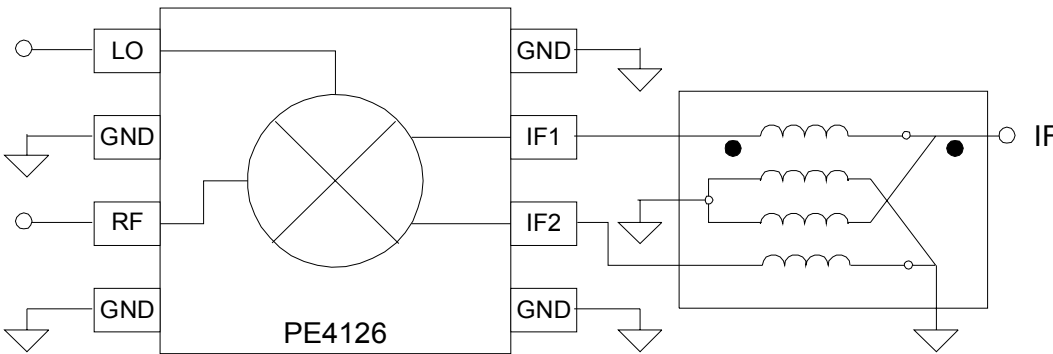 LO
GND
GND
IF1
IF
RF
IF2
GND
GND
PE4126